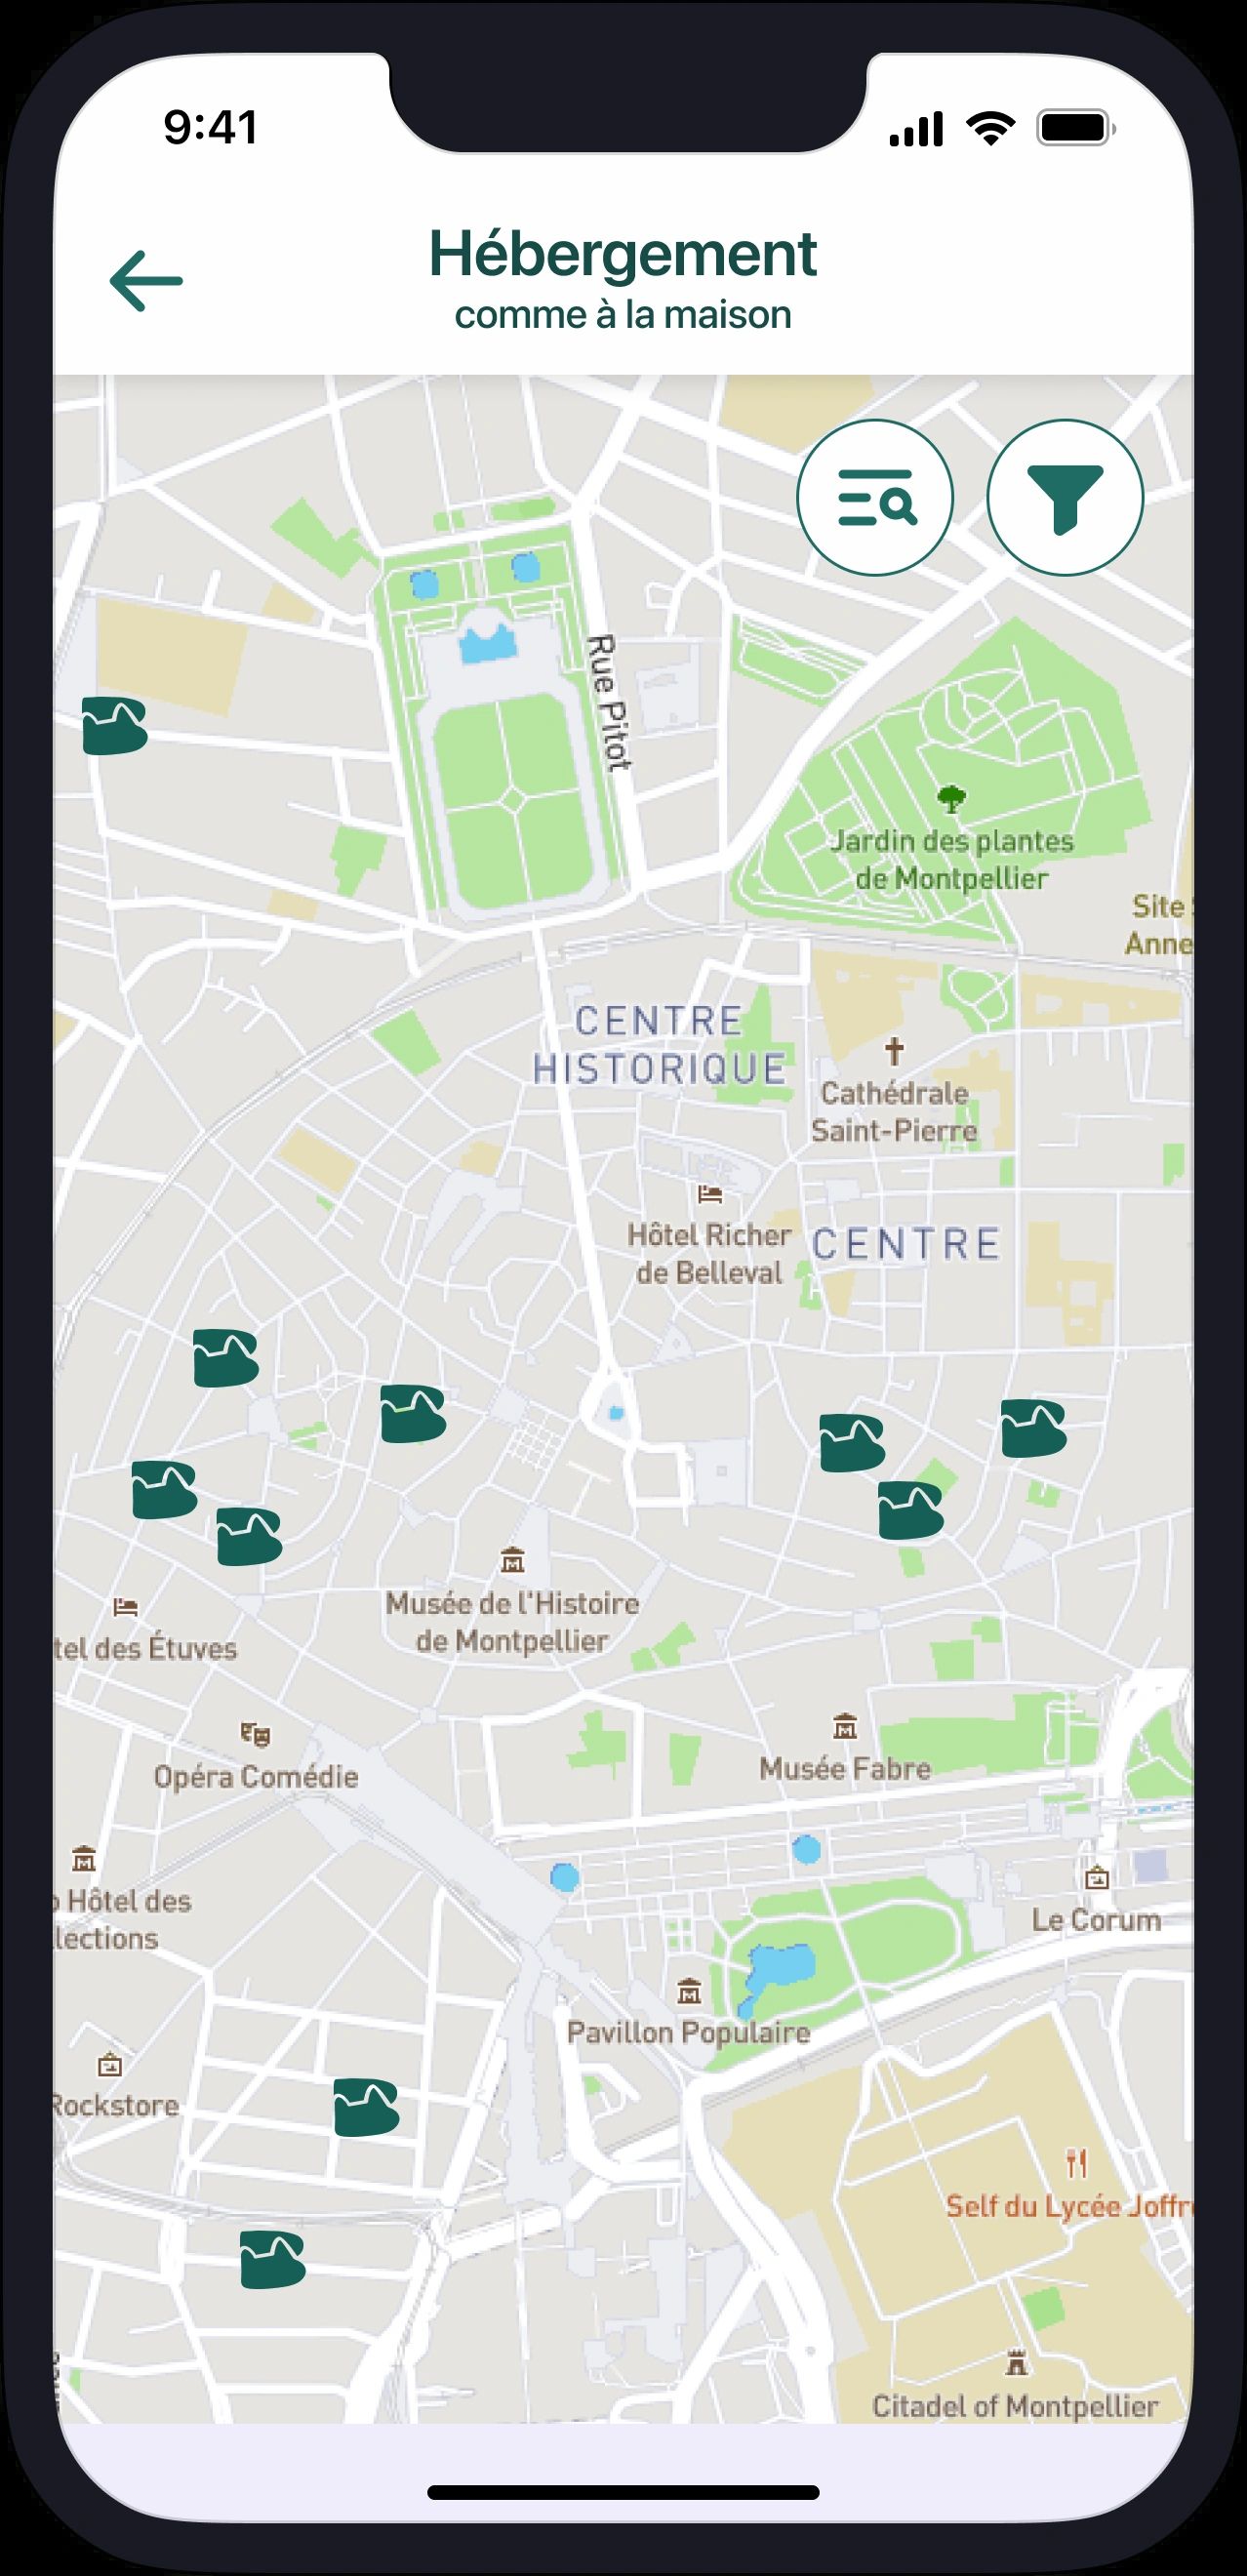 9:41
Hébergement
comme à la maison
Rue Pitot
Jardin des plantes
de Montpellier
Site
Anne
CENTRE
HISTORIQUE
Cathédrale
Saint-Pierre
Hôtel Richer
de Belleval
CENTRE
Musée de l'Histoire
de Montpellier
tel des Étuves
Opéra Comédie
Musée Fabre
Hôtel des
lections
Le Corum
Pavillon Populaire
Rockstore
Self du Lycée Joffr
Citadel of Montpellier